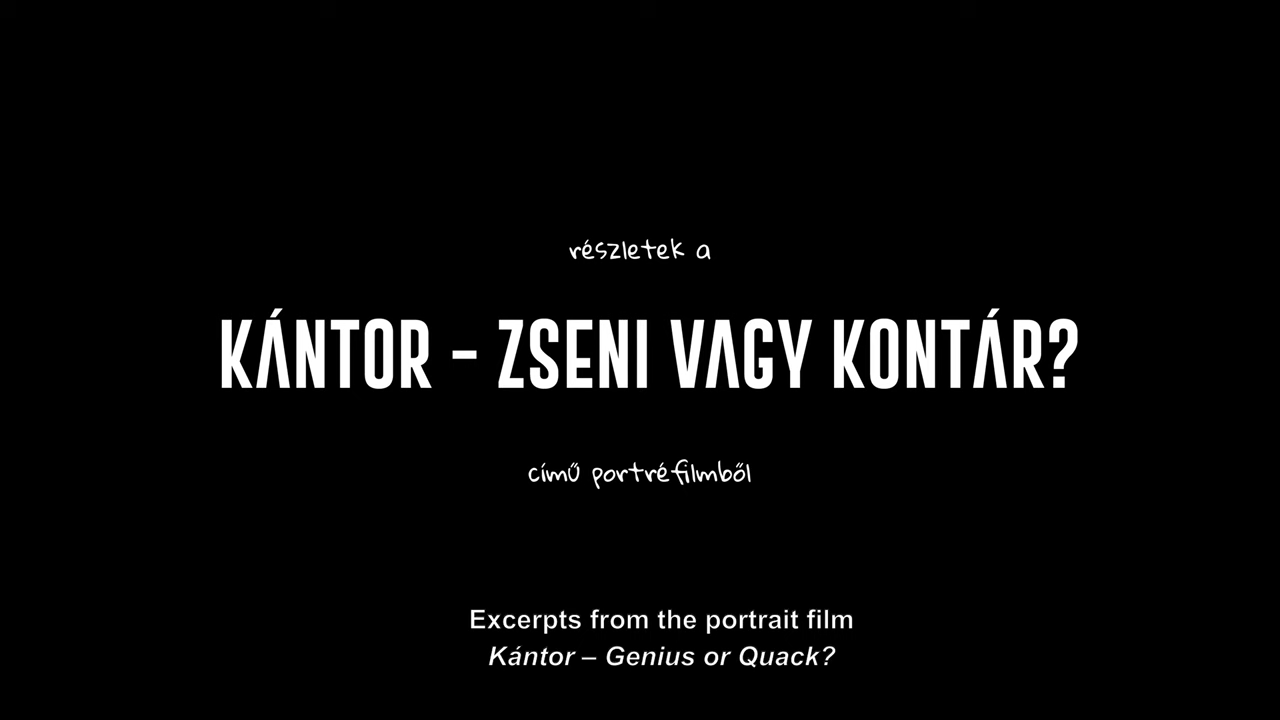 részletek a
KÁNTOR - ZSENI VAGY KONTÁR?
című portréfilmből
Excerpts from the portrait film
Kántor – Genius or Quack?